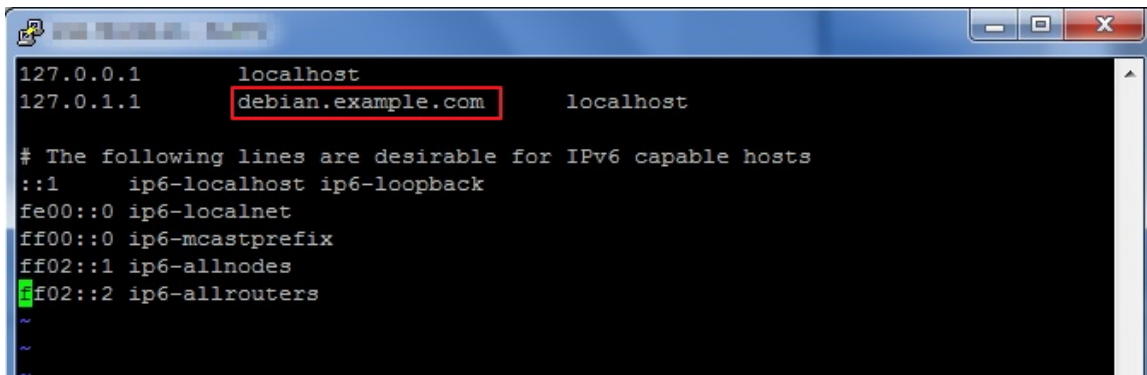 127.0.0.1 localhost
127.0.1.1 debian.example.com localhost
# The following lines are desirable for IPv6 capable hosts
::1 ip6-localhost ip6-loopback
fe00::0 ip6-localnet
ff00::0 ip6-mcastprefix
ff02::1 ip6-allnodes
ff02::2 ip6-allrouters
~
~
~